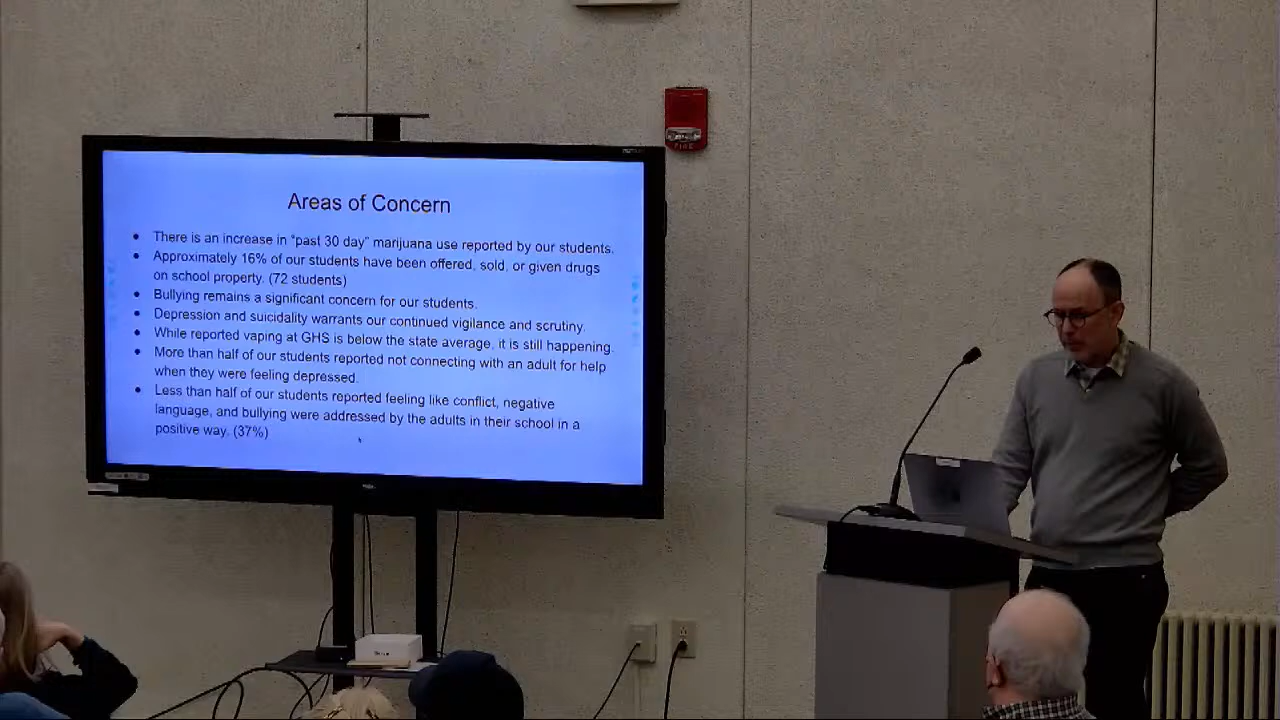 Areas of Concern
There is an increase in "past 30 day" marijuana use reported by our students.
Approximately 16% of our students have been offered, sold, or given drugs
on school property. (72 students)
Bullying remains a significant concern for our students.
Depression and suicidality warrants our continued vigilance and scrutiny.
While reported vaping at GHS is below the state average, it is still happening.
More than half of our students reported not connecting with an adult for help
when they were feeling depressed.
Less than half of our students reported feeling like conflict, negative
language, and bullying were addressed by the adults in their school in a
positive way. (37%)
FIRE